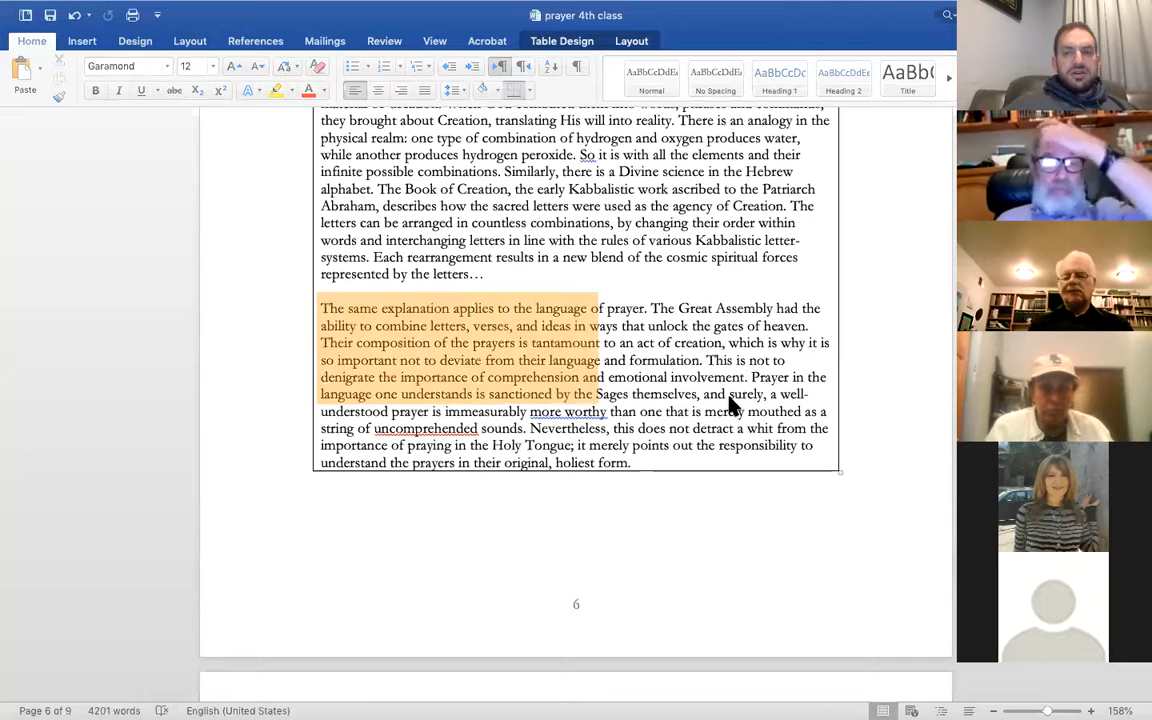 prayer 4th class
Home Insert Design Layout References Mailings Review View Acrobat Table Design Layout
Garamond 12
Paste
B I U abc X2 X2 A A
AaBbCcDdEe AaBbCcDdEe AaBbCcDc AaBbCcDdEe AaBbC
Normal No Spacing Heading 1 Heading 2 Title
they brought about Creation, translating His will into reality. There is an analogy in the
physical realm: one type of combination of hydrogen and oxygen produces water,
while another produces hydrogen peroxide. So it is with all the elements and their
infinite possible combinations. Similarly, there is a Divine science in the Hebrew
alphabet. The Book of Creation, the early Kabbalistic work ascribed to the Patriarch
Abraham, describes how the sacred letters were used as the agency of Creation. The
letters can be arranged in countless combinations, by changing their order within
words and interchanging letters in line with the rules of various Kabbalistic letter-
systems. Each rearrangement results in a new blend of the cosmic spiritual forces
represented by the letters…
The same explanation applies to the language of prayer. The Great Assembly had the
ability to combine letters, verses, and ideas in ways that unlock the gates of heaven.
Their composition of the prayers is tantamount to an act of creation, which is why it is
so important not to deviate from their language and formulation. This is not to
denigrate the importance of comprehension and emotional involvement. Prayer in the
language one understands is sanctioned by the Sages themselves, and surely, a well-
understood prayer is immeasurably more worthy than one that is merely mouthed as a
string of uncomprehended sounds. Nevertheless, this does not detract a whit from the
importance of praying in the Holy Tongue; it merely points out the responsibility to
understand the prayers in their original, holiest form.
6
Page 6 of 9 4201 words English (United States) 158%